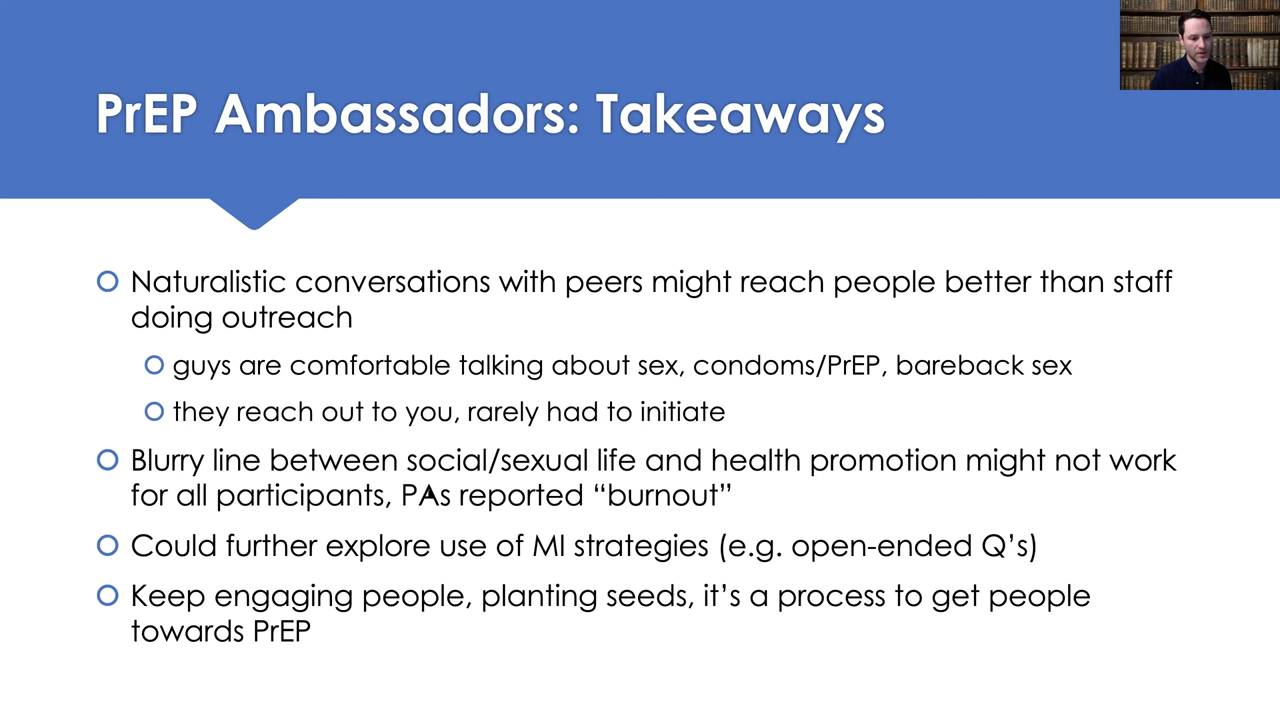 PrEP Ambassadors: Takeaways
Naturalistic conversations with peers might reach people better than staff
doing outreach
guys are comfortable talking about sex, condoms/PrEP, bareback sex
they reach out to you, rarely had to initiate
Blurry line between social/sexual life and health promotion might not work
for all participants, PAs reported “burnout”
Could further explore use of MI strategies (e.g. open-ended Q’s)
Keep engaging people, planting seeds, it’s a process to get people
towards PrEP